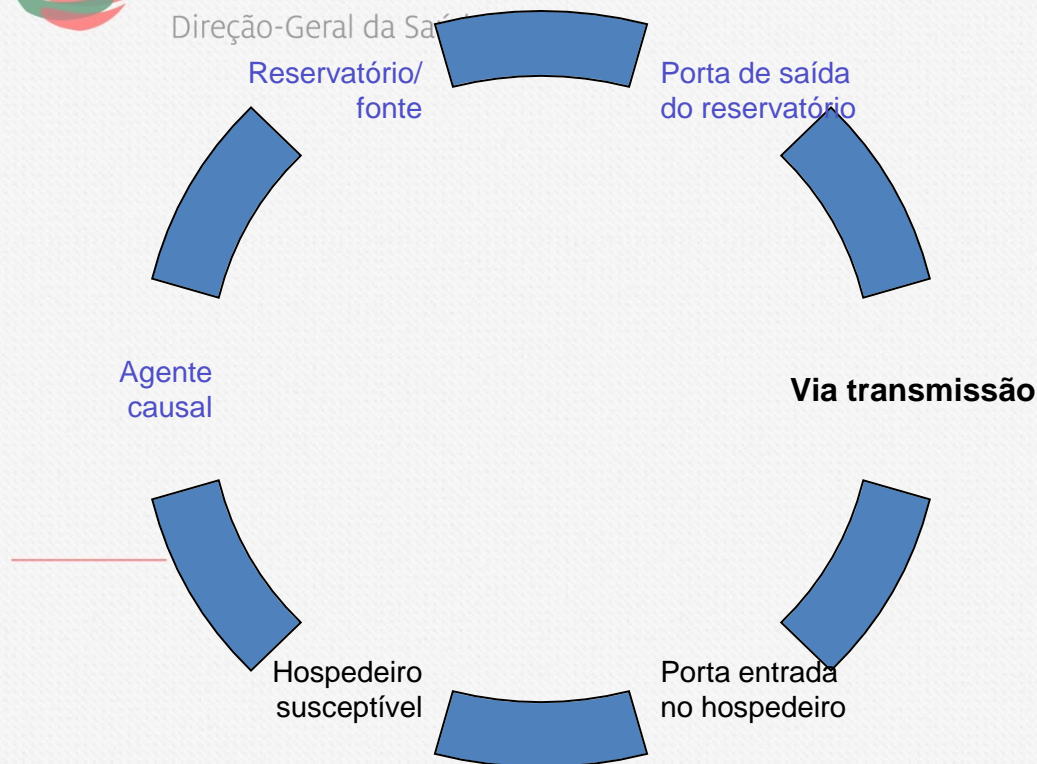 Direção-Geral da Saúde
Reservatório/
fonte
Porta de saída
do reservatório
Agente
causal
Via transmissão
Hospedeiro
susceptível
Porta entrada
no hospedeiro